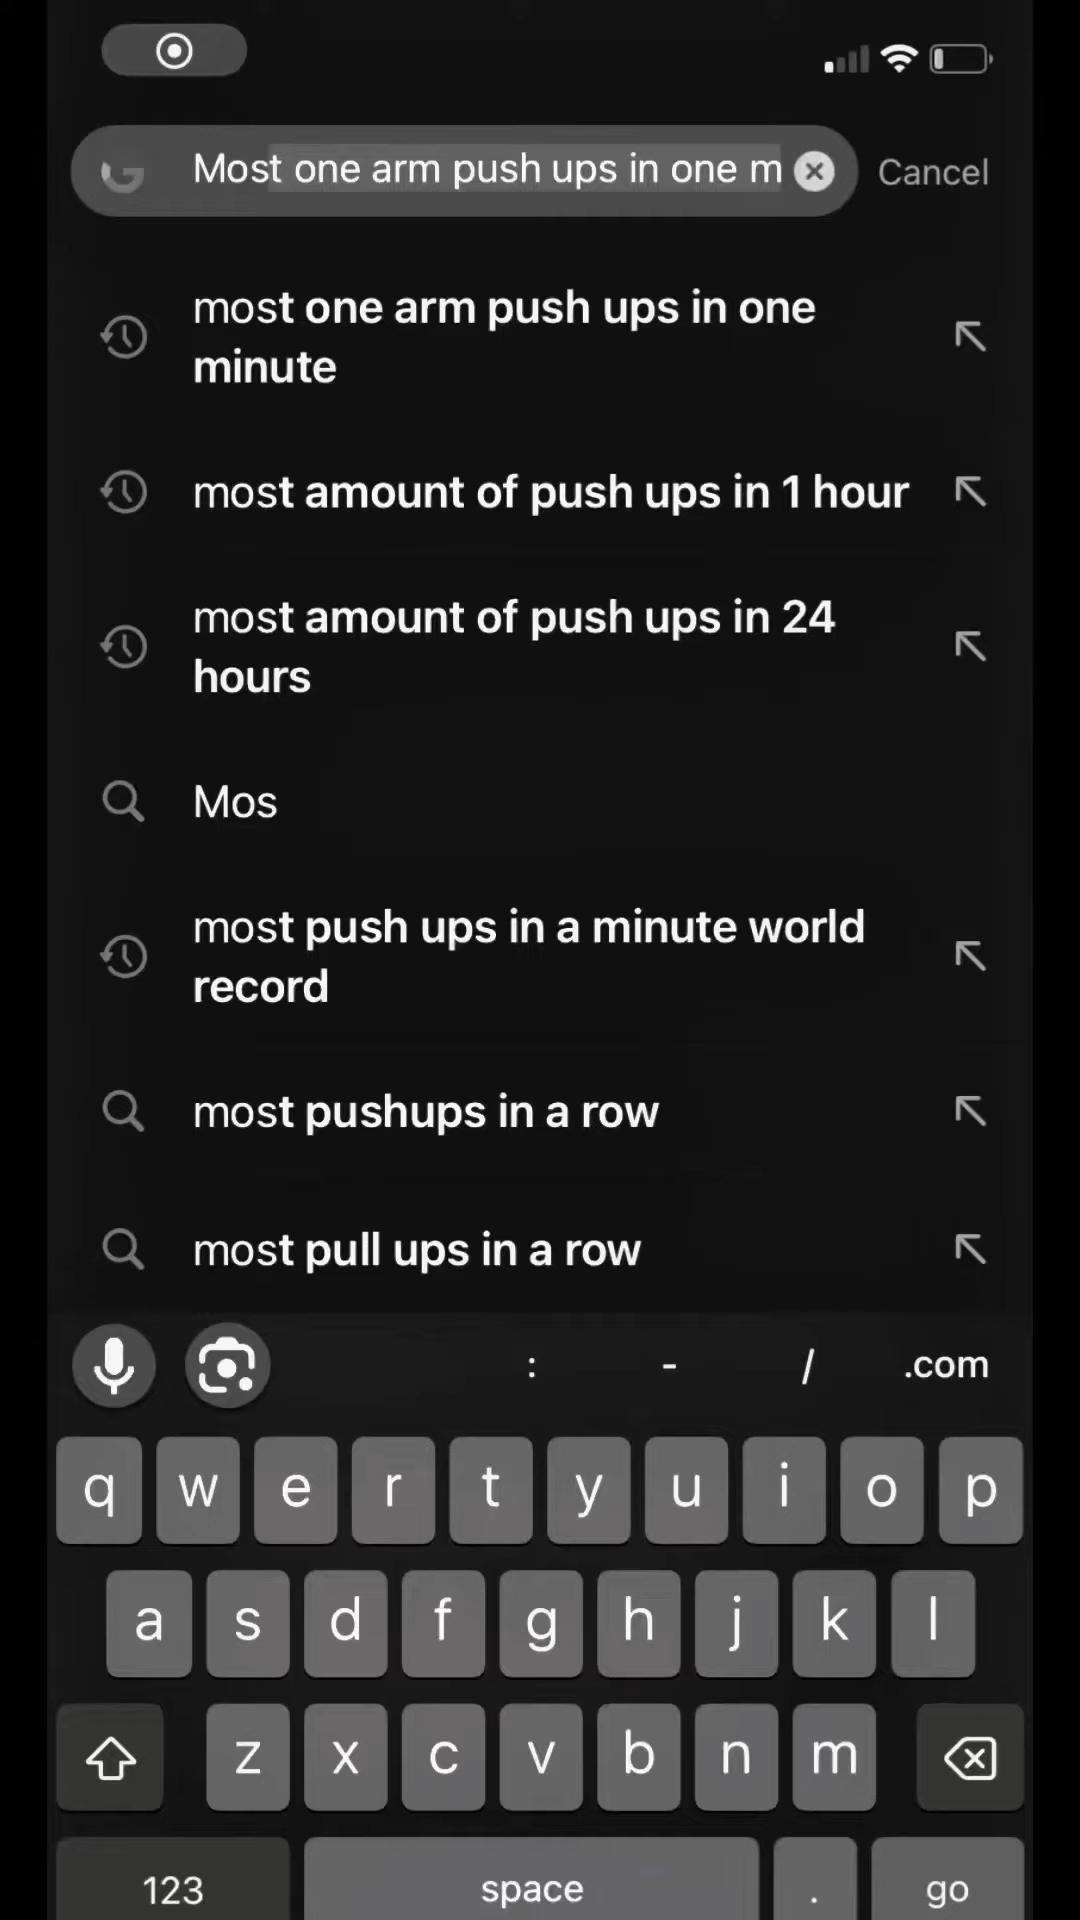 Most one arm push ups in one m
Cancel
most one arm push ups in one
minute
most amount of push ups in 1 hour
most amount of push ups in 24
hours
Mos
most push ups in a minute world
record
most pushups in a row
most pull ups in a row
: - / .com
q w e r t y u i o p
a s d f g h j k l
z x c v b n m
123 space . go